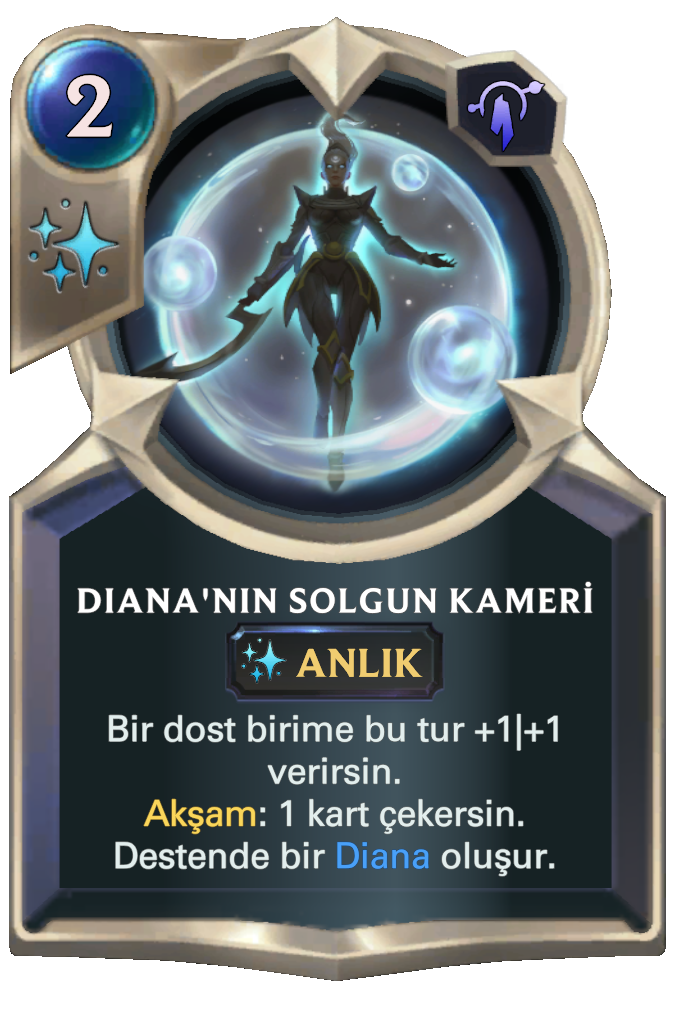 2
DIANA'NIN SOLGUN KAMERİ
ANLIK
Bir dost birime bu tur +1|+1
verirsin.
Akşam: 1 kart çekersin.
Destende bir Diana oluşur.